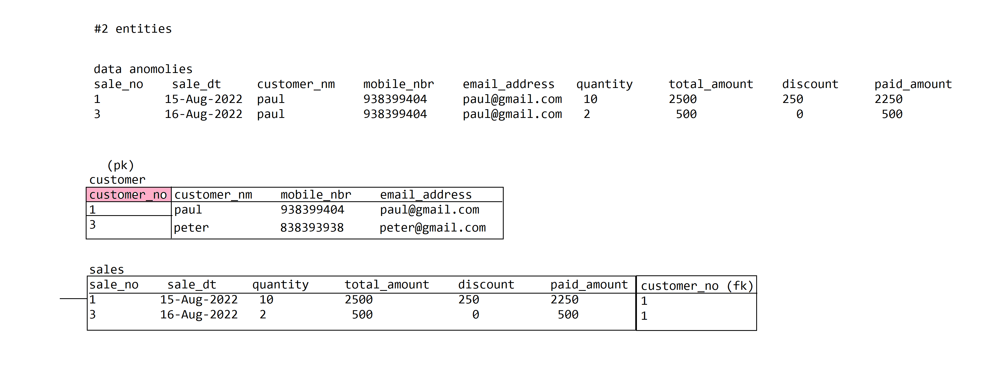 #2 entities
data anomolies
sale_no sale_dt customer_nm mobile_nbr email_address quantity total_amount discount paid_amount
1 15-Aug-2022 paul 938399404 paul@gmail.com 10 2500 250 2250
3 16-Aug-2022 paul 938399404 paul@gmail.com 2 500 0 500
(pk)
customer
customer_no customer_nm mobile_nbr email_address
1 paul 938399404 paul@gmail.com
3 peter 838393938 peter@gmail.com
sales
sale_no sale_dt quantity total_amount discount paid_amount customer_no (fk)
1 15-Aug-2022 10 2500 250 2250 1
3 16-Aug-2022 2 500 0 500 1